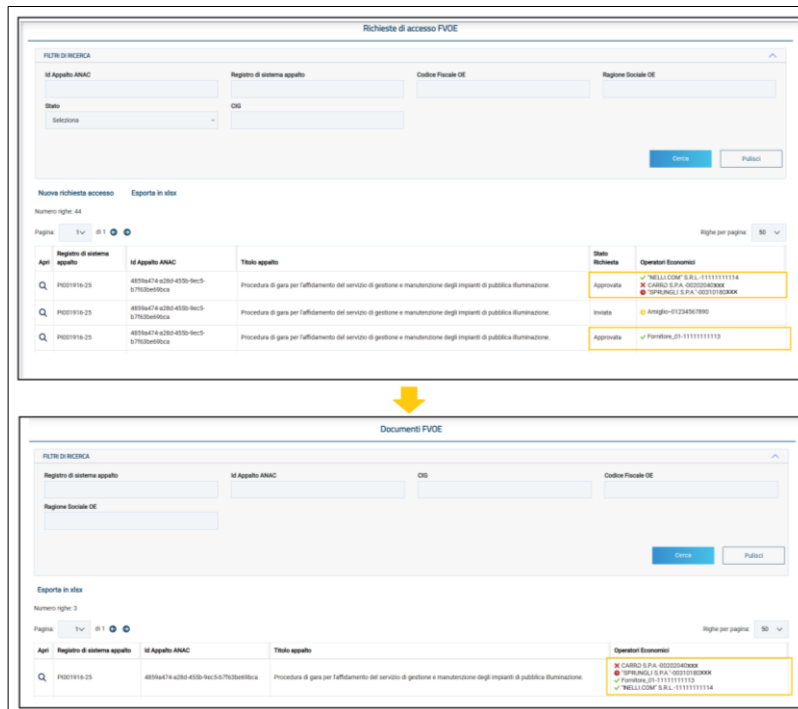 Richieste di accesso FVOE
FILTRI DI RICERCA
Id Appalto ANAC Registro di sistema appalto Codice Fiscale OE Ragione Sociale OE
Stato CIG
Seleziona
Cerca Pulisci
Nuova richiesta accesso Esporta in xlsx
Numero righe: 44
Pagina: 1 di 1 Righe per pagina: 50
Apri Registro di sistema appalto Id Appalto ANAC Titolo appalto Stato Richiesta Operatori Economici
PI001916-25 4859a474-a28d-455b-9ec5-b7f63be69bca Procedura di gara per l'affidamento del servizio di gestione e manutenzione degli impianti di pubblica illuminazione. Approvata "NELLI.COM" S.R.L.-11111111114
CARRO S.P.A.-00202040XXX
"SPRUNGLI S.P.A."-00310180XXX
PI001916-25 4859a474-a28d-455b-9ec5-b7f63be69bca Procedura di gara per l'affidamento del servizio di gestione e manutenzione degli impianti di pubblica illuminazione. Inviata Amiglio-01234567890
PI001916-25 4859a474-a28d-455b-9ec5-b7f63be69bca Procedura di gara per l'affidamento del servizio di gestione e manutenzione degli impianti di pubblica illuminazione. Approvata Fornitore_01-11111111113
Documenti FVOE
FILTRI DI RICERCA
Registro di sistema appalto Id Appalto ANAC CIG Codice Fiscale OE
Ragione Sociale OE
Cerca Pulisci
Esporta in xlsx
Numero righe: 3
Pagina: 1 di 1 Righe per pagina: 50
Apri Registro di sistema appalto Id Appalto ANAC Titolo appalto Operatori Economici
PI001916-25 4859a474-a28d-455b-9ec5-b7f63be69bca Procedura di gara per l'affidamento del servizio di gestione e manutenzione degli impianti di pubblica illuminazione. CARRO S.P.A.-00202040XXX
"SPRUNGLI S.P.A."-00310180XXX
Fornitore_01-11111111113
"NELLI.COM" S.R.L.-11111111114